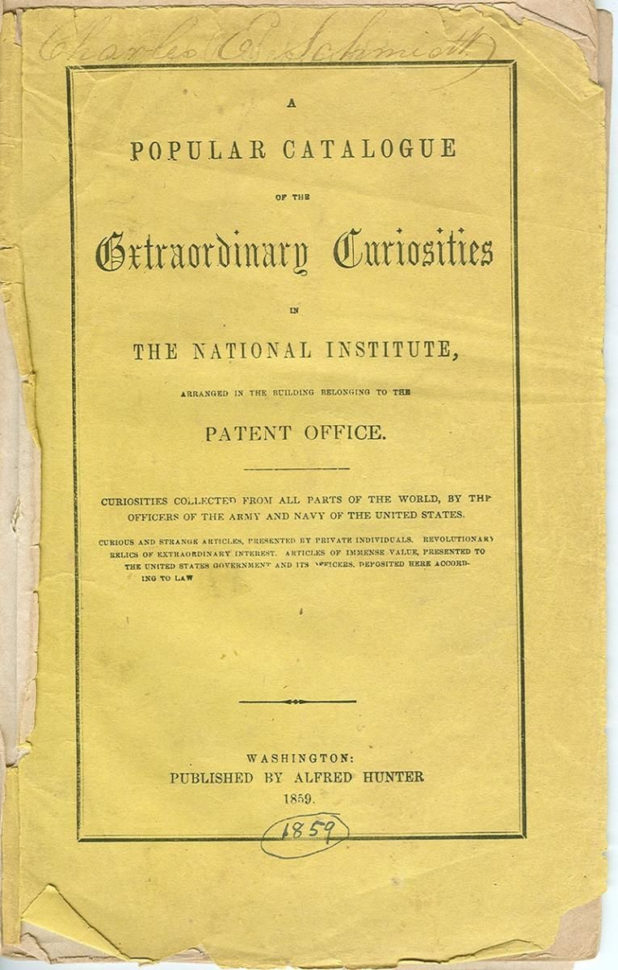 Charles E. Schmidt
A
POPULAR CATALOGUE
OF THE
Extraordinary Curiosities
IN
THE NATIONAL INSTITUTE,
ARRANGED IN THE BUILDING BELONGING TO THE
PATENT OFFICE.
CURIOSITIES COLLECTED FROM ALL PARTS OF THE WORLD, BY THE
OFFICERS OF THE ARMY AND NAVY OF THE UNITED STATES.
CURIOUS AND STRANGE ARTICLES, PRESENTED BY PRIVATE INDIVIDUALS. REVOLUTIONARY
RELICS OF EXTRAORDINARY INTEREST. ARTICLES OF IMMENSE VALUE, PRESENTED TO
THE UNITED STATES GOVERNMENT AND ITS OFFICERS, DEPOSITED HERE ACCORD-
ING TO LAW
WASHINGTON:
PUBLISHED BY ALFRED HUNTER
1859.
1859